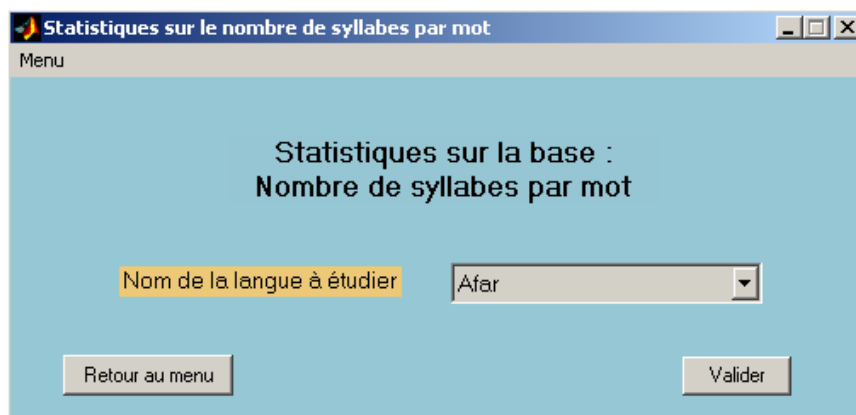 Statistiques sur le nombre de syllabes par mot
Menu
Statistiques sur la base :
Nombre de syllabes par mot
Nom de la langue à étudier
Afar
Retour au menu
Valider